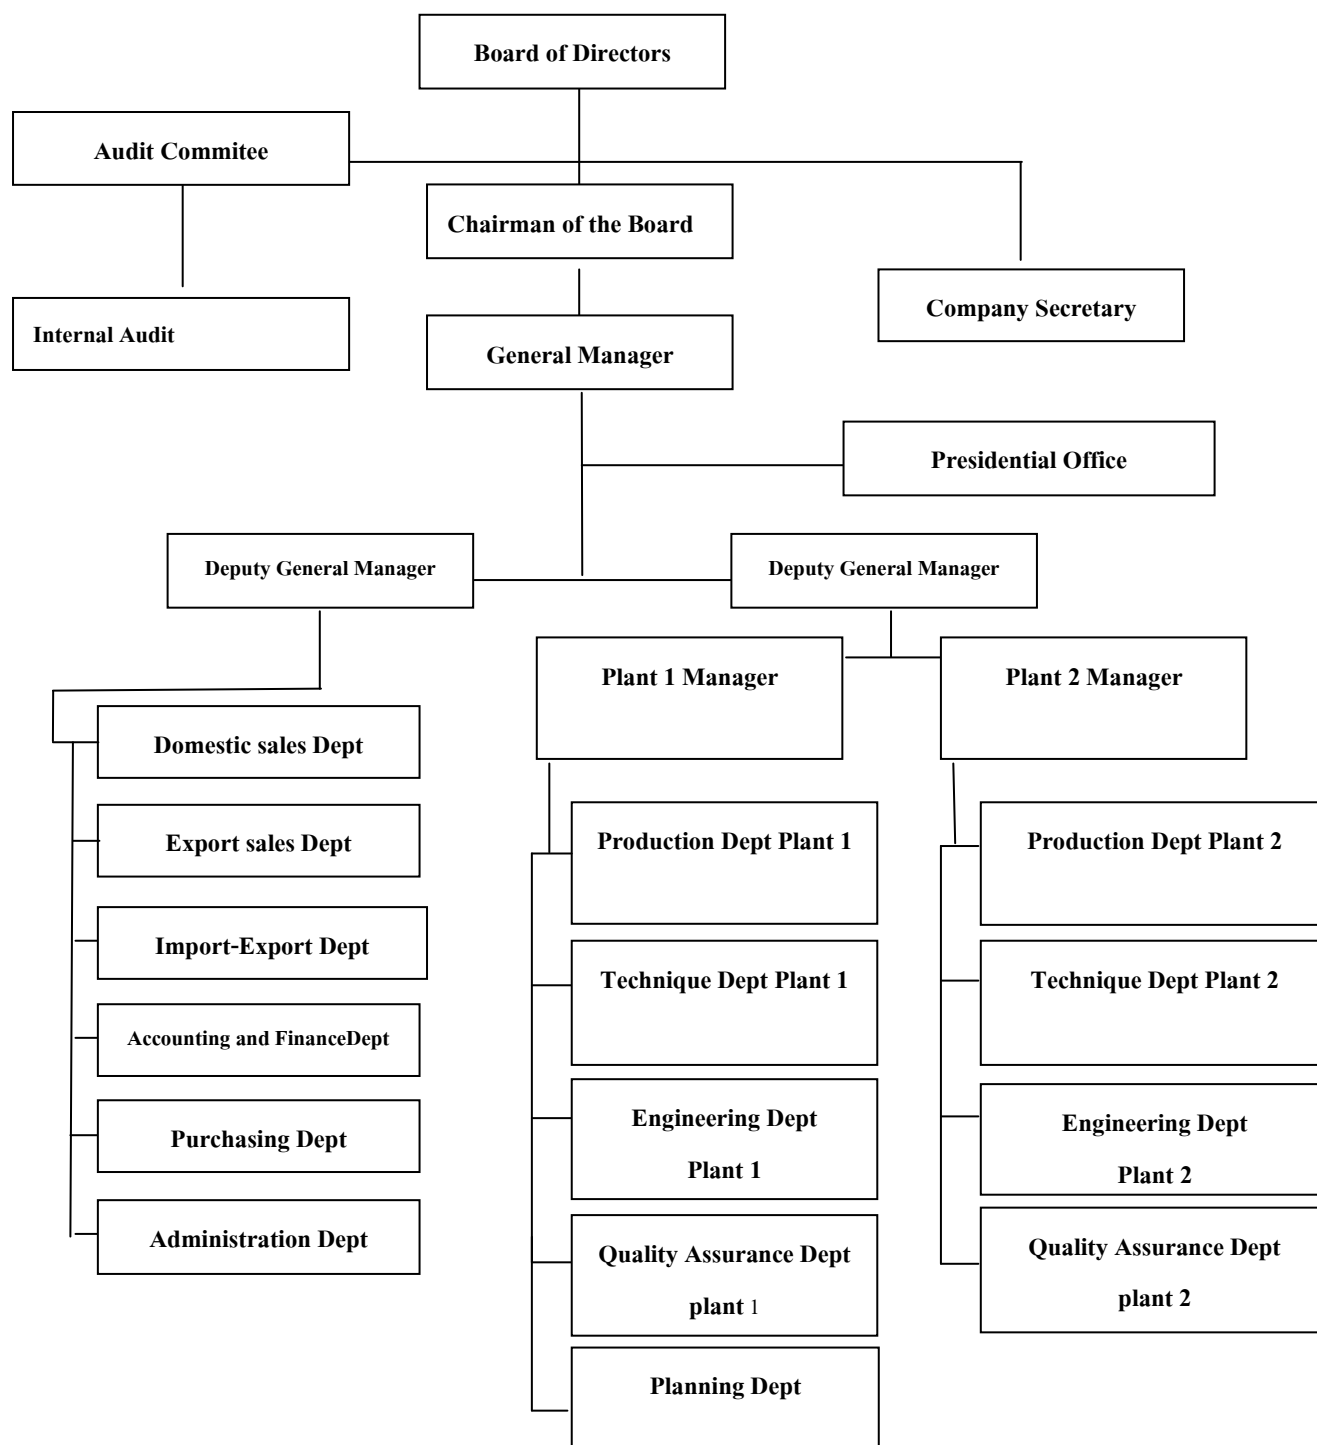 Board of Directors
Audit Commitee
Chairman of the Board
Company Secretary
Internal Audit
General Manager
Presidential Office
Deputy General Manager
Deputy General Manager
Plant 1 Manager
Plant 2 Manager
Domestic sales Dept
Export sales Dept
Import-Export Dept
Accounting and FinanceDept
Purchasing Dept
Administration Dept
Production Dept Plant 1
Technique Dept Plant 1
Engineering Dept
Plant 1
Quality Assurance Dept
plant 1
Planning Dept
Production Dept Plant 2
Technique Dept Plant 2
Engineering Dept
Plant 2
Quality Assurance Dept
plant 2